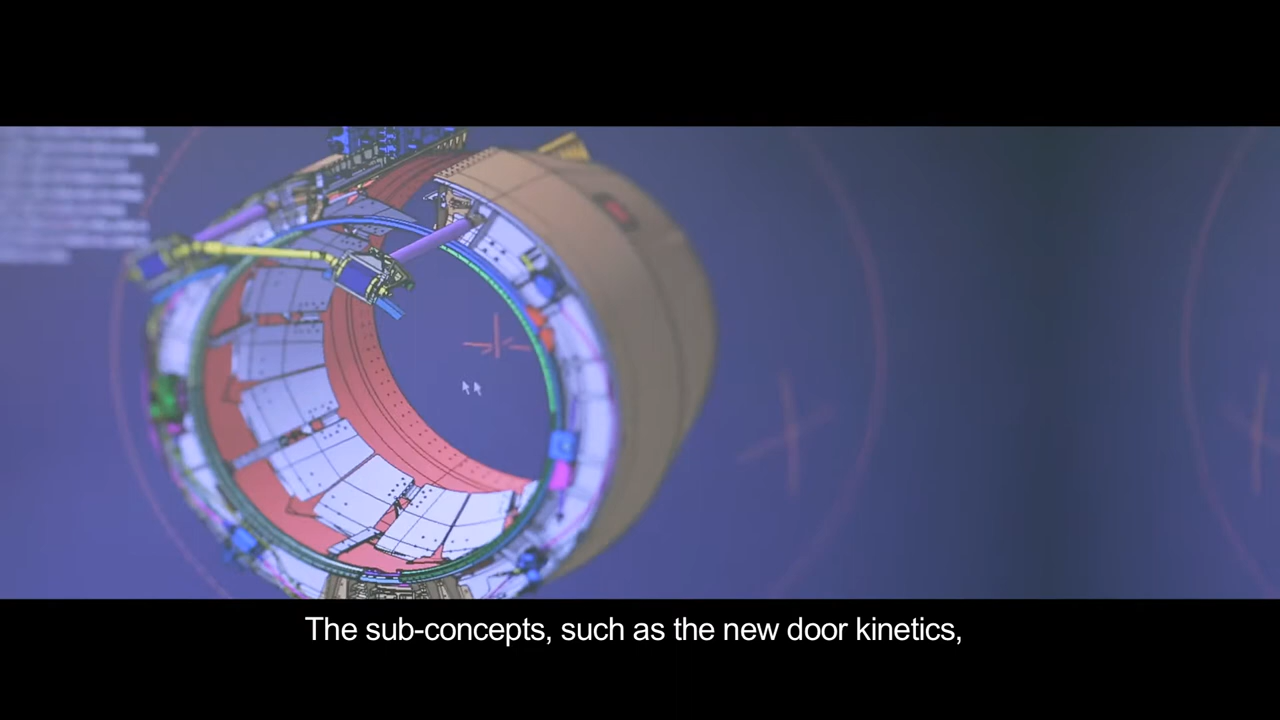 The sub-concepts, such as the new door kinetics,